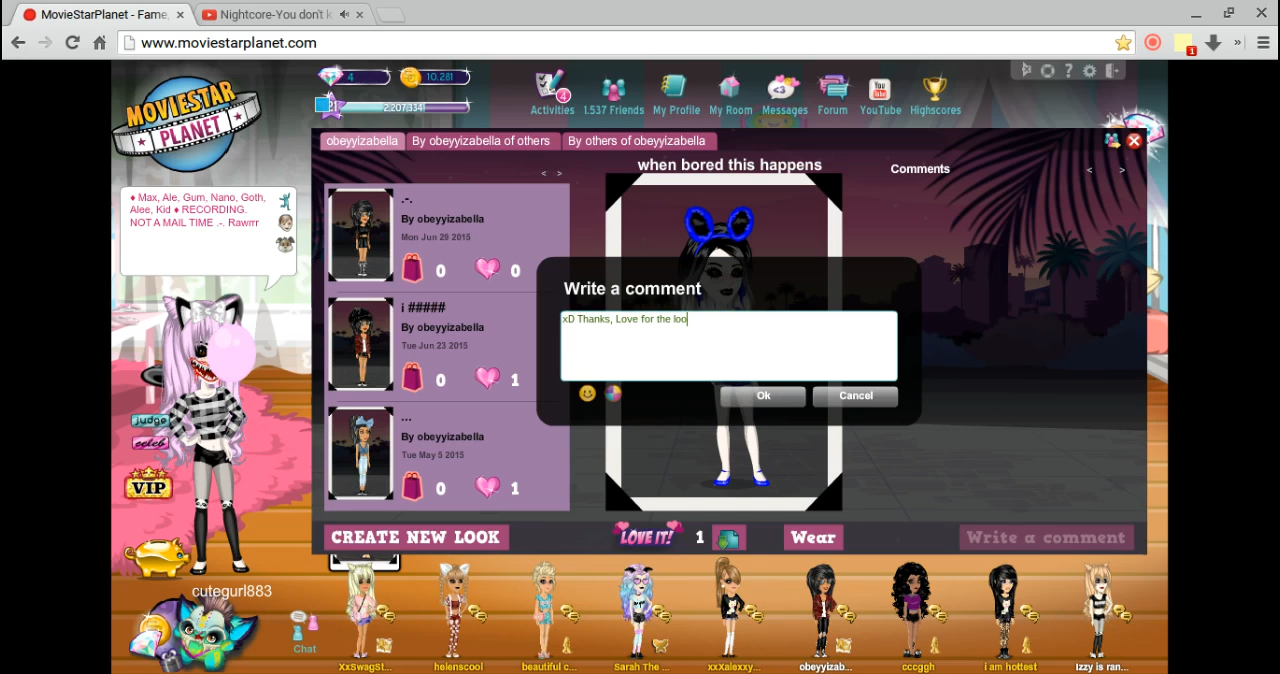 MovieStarPlanet - Fame,
Nightcore-You don't k
www.moviestarplanet.com
1
MOVIESTAR
PLANET
4
10.281
21
2,207,334
4
Activities
1.537 Friends
My Profile
My Room
<3
Messages
Forum
You
Tube
YouTube
Highscores
obeyyizabella
By obeyyizabella of others
By others of obeyyizabella
< >
when bored this happens
Comments
< >
♦ Max, Ale, Gum. Nano, Goth,
Alee, Kid ♦ RECORDING.
NOT A MAIL TIME .-. Rawrrr
.-.
By obeyyizabella
Mon Jun 29 2015
0
0
i #####
By obeyyizabella
Tue Jun 23 2015
0
1
...
By obeyyizabella
Tue May 5 2015
0
1
Write a comment
xD Thanks, Love for the loo
Ok
Cancel
judge
celeb
VIP
CREATE NEW LOOK
LOVE IT!
1
Wear
Write a comment
cutegurl883
Chat
XxSwagSt...
helenscool
beautiful c...
Sarah The ...
xxXalexxy...
obeyyizab...
cccggh
i am hottest
Izzy is ran...